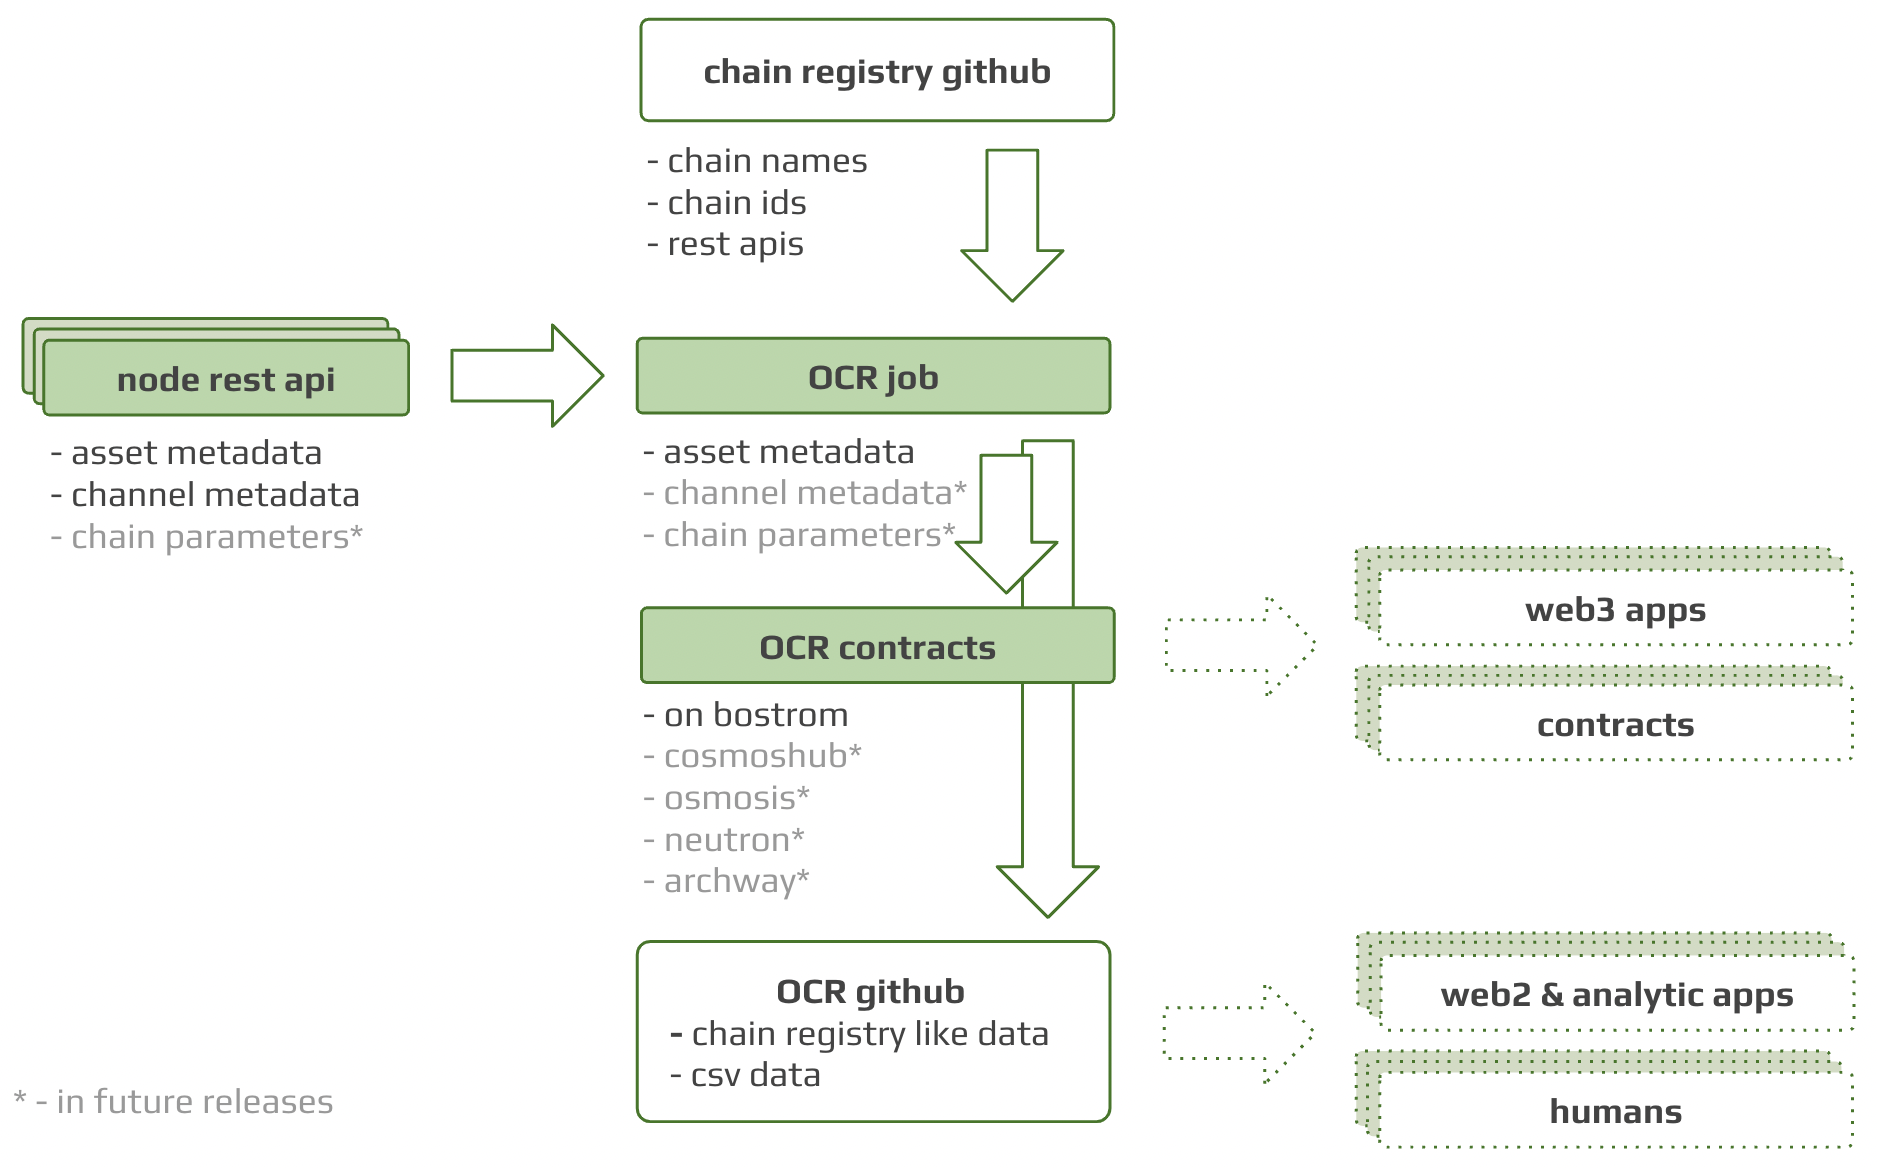 chain registry github
- chain names
- chain ids
- rest apis
node rest api
- asset metadata
- channel metadata
- chain parameters*
OCR job
- asset metadata
- channel metadata*
- chain parameters*
OCR contracts
- on bostrom
- cosmoshub*
- osmosis*
- neutron*
- archway*
web3 apps
contracts
OCR github
- chain registry like data
- csv data
web2 & analytic apps
humans
* - in future releases